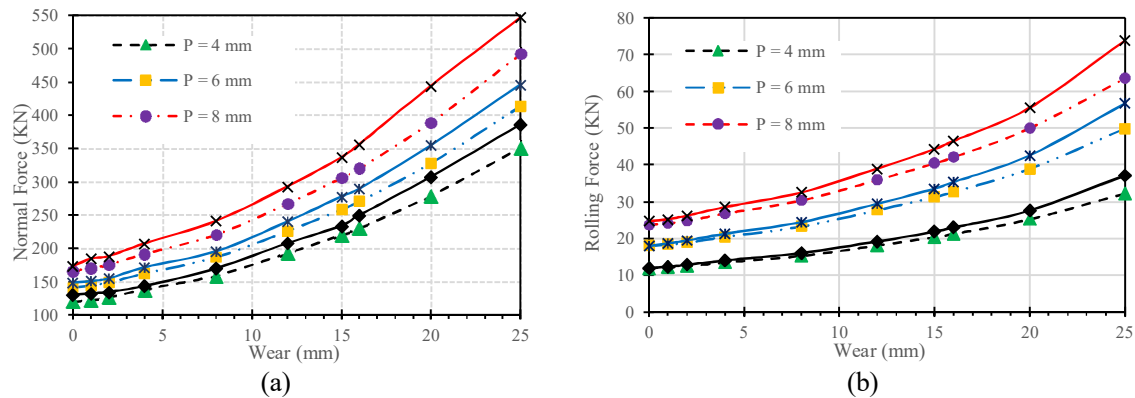 550
500
450
400
350
300
250
200
150
100
Normal Force (KN)
P = 4 mm
P = 6 mm
P = 8 mm
0 5 10 15 20 25
Wear (mm)
(a)
80
70
60
50
40
30
20
10
0
Rolling Force (KN)
P = 4 mm
P = 6 mm
P = 8 mm
0 5 10 15 20 25
Wear (mm)
(b)